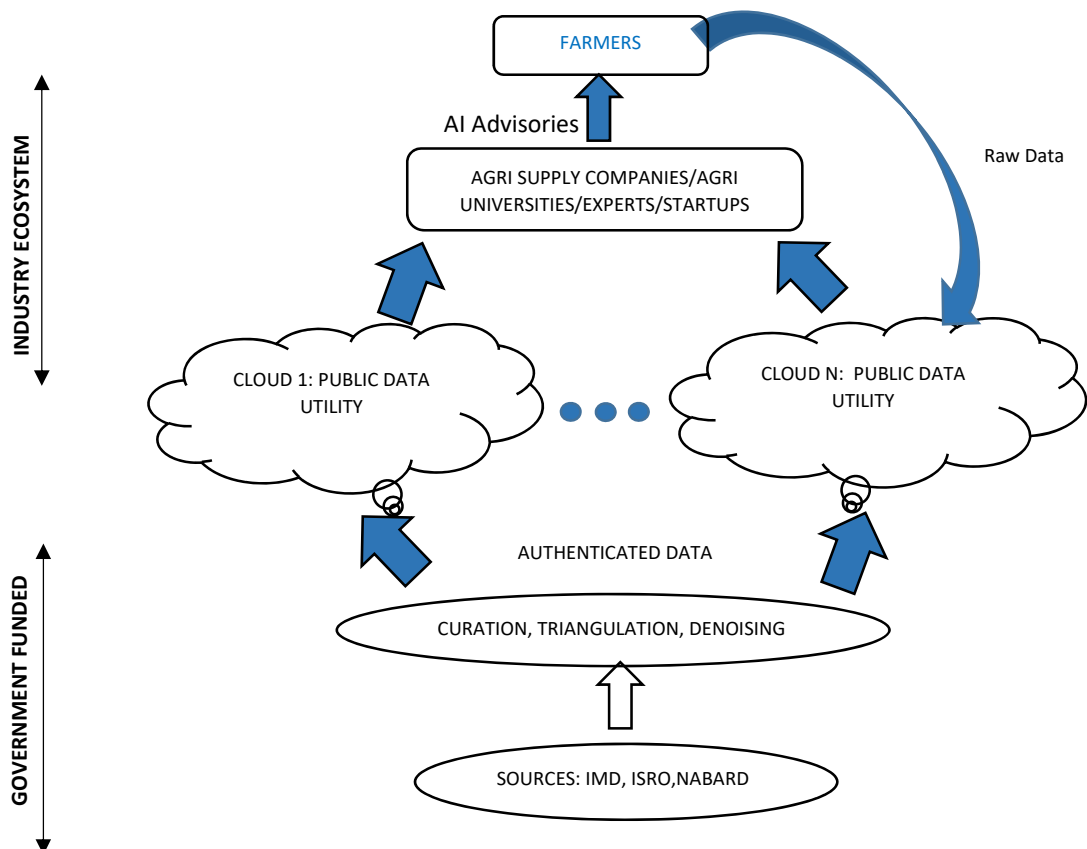 FARMERS
AI Advisories
Raw Data
AGRI SUPPLY COMPANIES/AGRI
UNIVERSITIES/EXPERTS/STARTUPS
INDUSTRY ECOSYSTEM
CLOUD 1: PUBLIC DATA
UTILITY
CLOUD N: PUBLIC DATA
UTILITY
AUTHENTICATED DATA
CURATION, TRIANGULATION, DENOISING
GOVERNMENT FUNDED
SOURCES: IMD, ISRO,NABARD